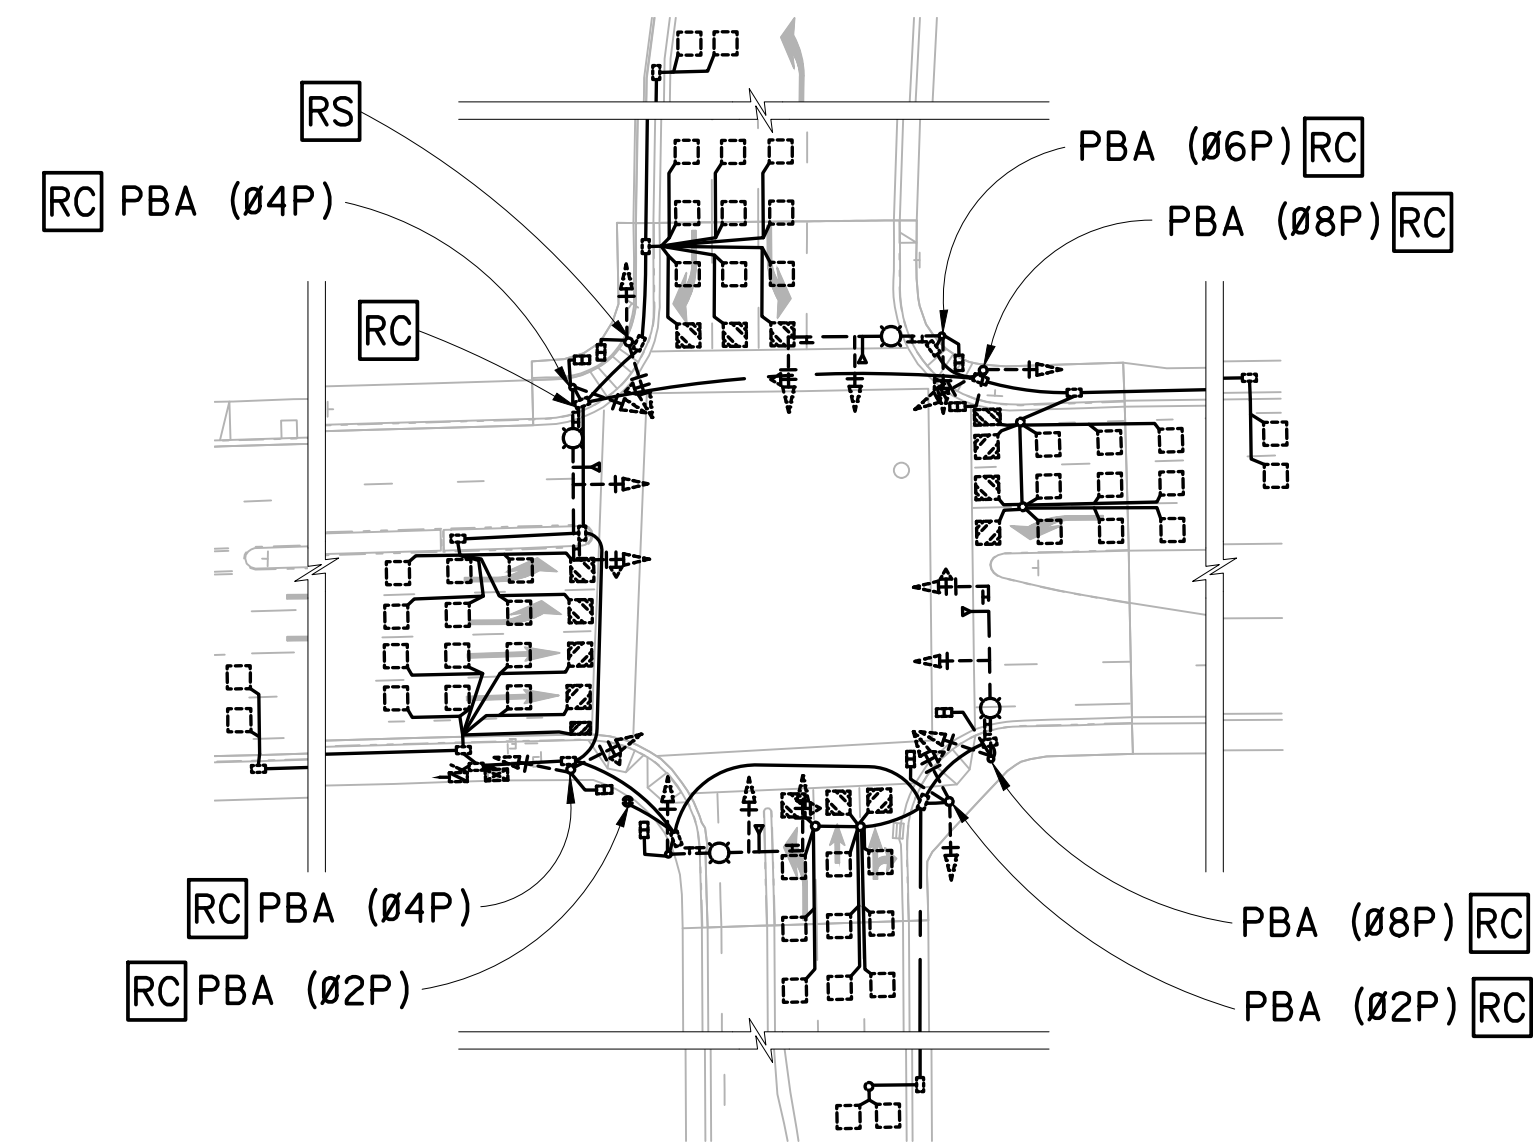 RS
PBA (Ø6P) RC
RC PBA (Ø4P)
PBA (Ø8P) RC
RC
RC PBA (Ø4P)
PBA (Ø8P) RC
RC PBA (Ø2P)
PBA (Ø2P) RC